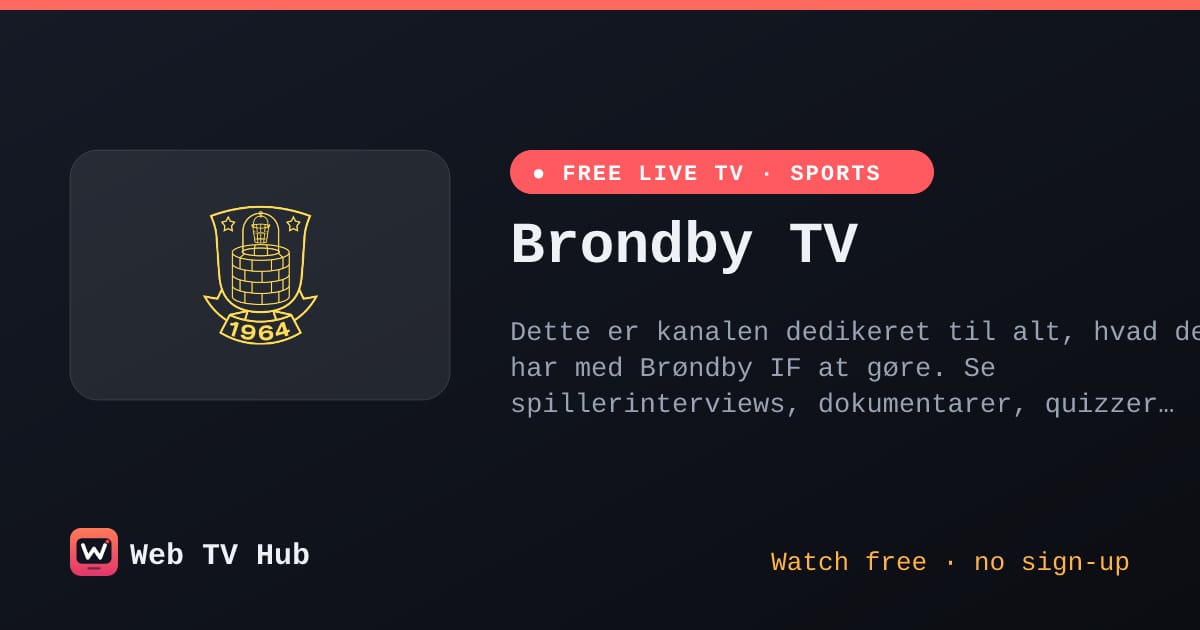 1964
● FREE LIVE TV · SPORTS
Brondby TV
Dette er kanalen dedikeret til alt, hvad de
har med Brøndby IF at gøre. Se
spillerinterviews, dokumentarer, quizzer…
W
Web TV Hub
Watch free · no sign-up